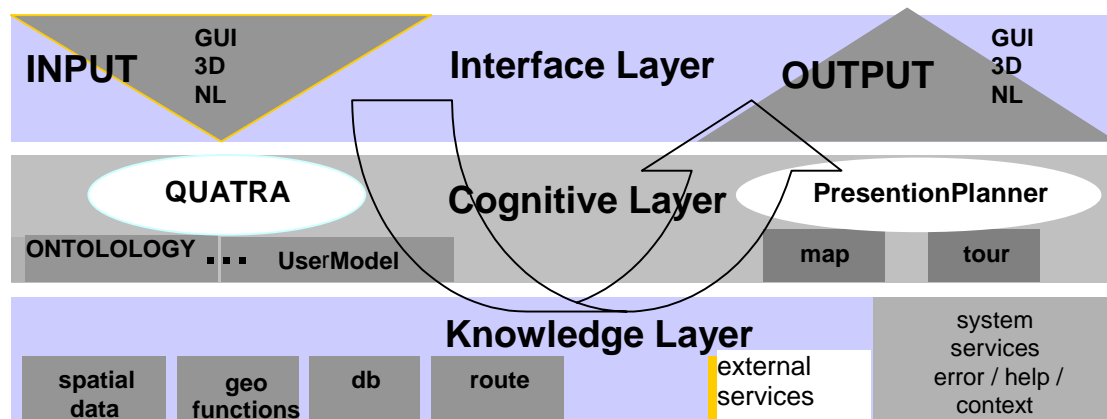 INPUT
GUI
3D
NL
Interface Layer
OUTPUT
GUI
3D
NL
QUATRA
Cognitive Layer
PresentionPlanner
ONTOLOLOGY
...
UserModel
map
tour
Knowledge Layer
spatial
data
geo
functions
db
route
external
services
system
services
error / help /
context